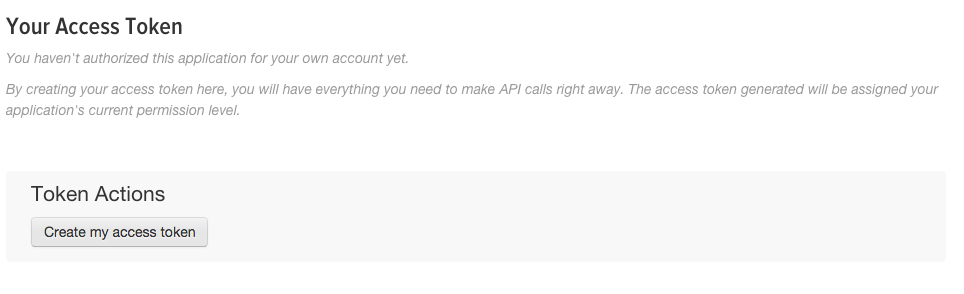 Your Access Token
You haven't authorized this application for your own account yet.
By creating your access token here, you will have everything you need to make API calls right away. The access token generated will be assigned your
application's current permission level.
Token Actions
Create my access token